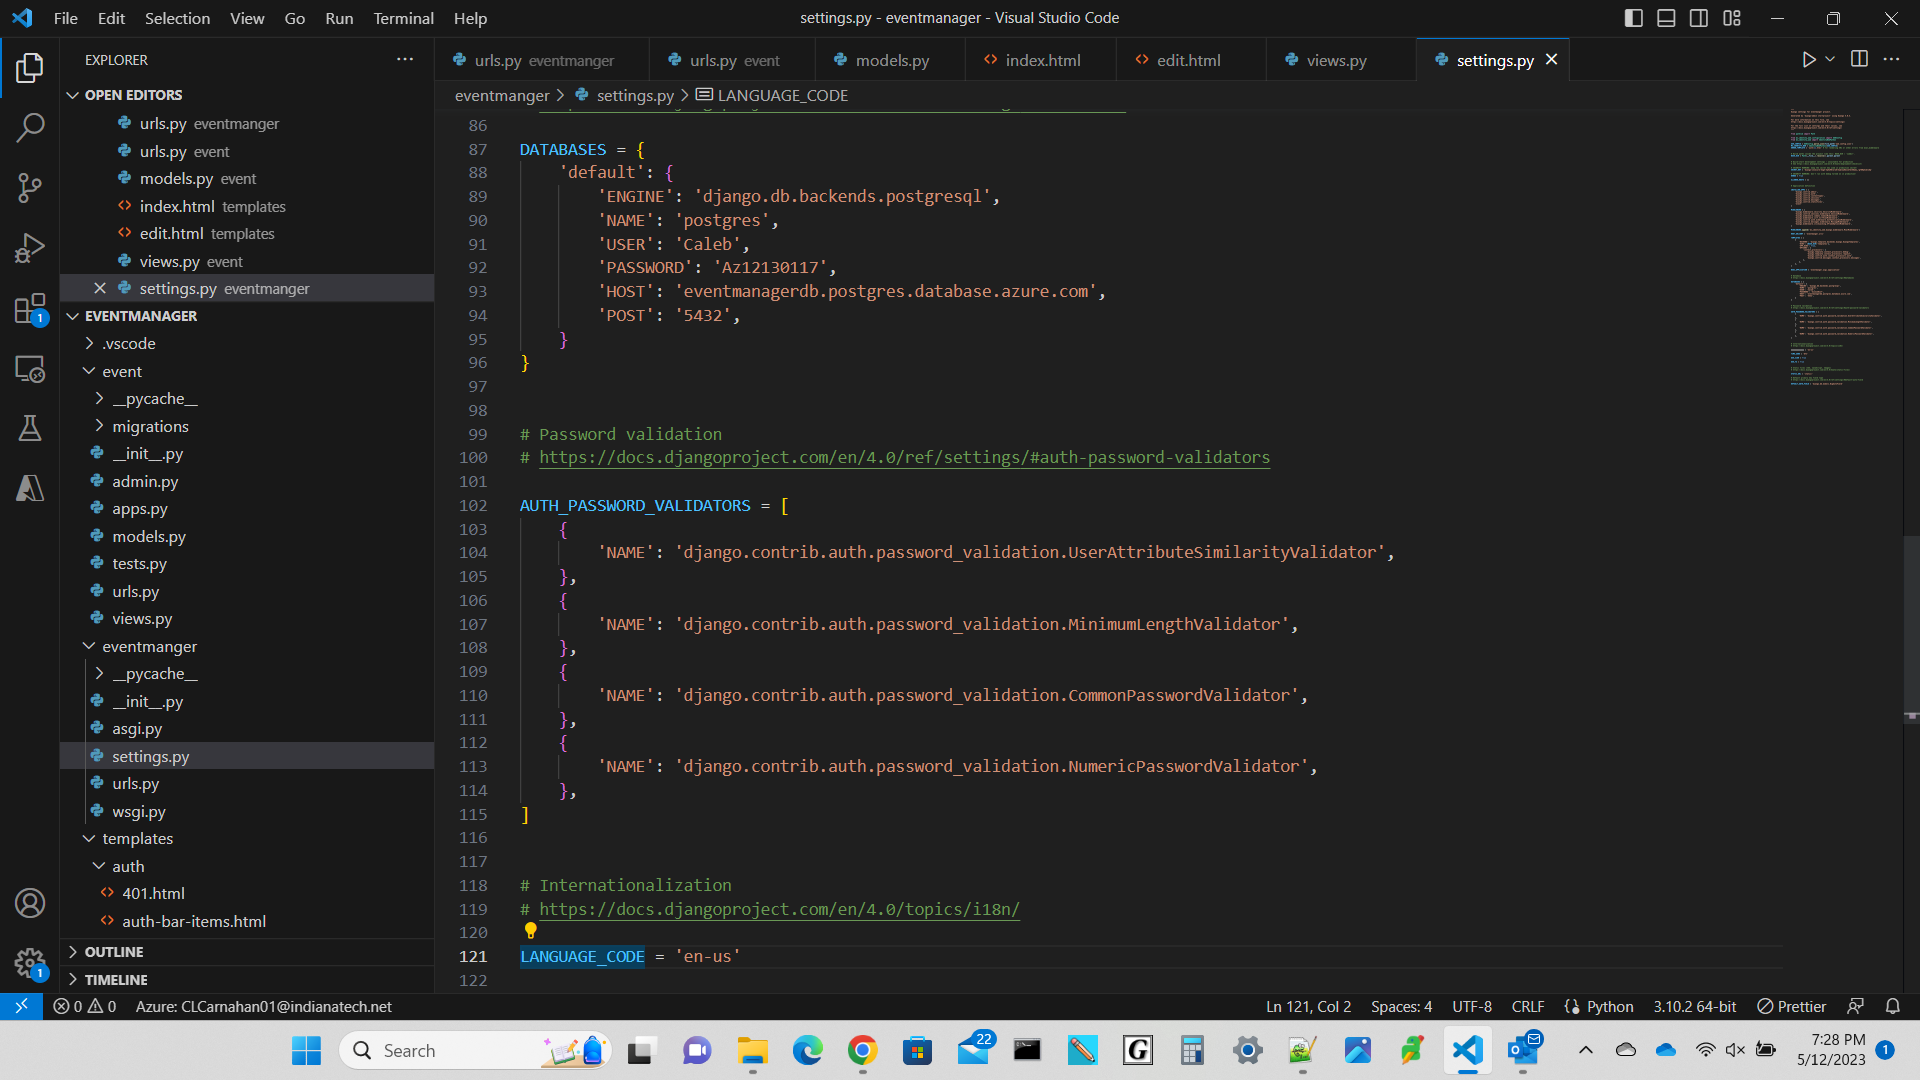 File Edit Selection View Go Run Terminal Help
settings.py - eventmanager - Visual Studio Code
EXPLORER
OPEN EDITORS
urls.py eventmanger
urls.py event
models.py event
index.html templates
edit.html templates
views.py event
settings.py eventmanger
EVENTMANAGER
.vscode
event
__pycache__
migrations
__init__.py
admin.py
apps.py
models.py
tests.py
urls.py
views.py
eventmanger
__pycache__
__init__.py
asgi.py
settings.py
urls.py
wsgi.py
templates
auth
401.html
auth-bar-items.html
OUTLINE
TIMELINE
1
1
urls.py eventmanger
urls.py event
models.py
index.html
edit.html
views.py
settings.py
eventmanger > settings.py > LANGUAGE_CODE
86
87 DATABASES = {
88 'default': {
89 'ENGINE': 'django.db.backends.postgresql',
90 'NAME': 'postgres',
91 'USER': 'Caleb',
92 'PASSWORD': 'Az12130117',
93 'HOST': 'eventmanagerdb.postgres.database.azure.com',
94 'POST': '5432',
95 }
96 }
97
98
99 # Password validation
100 # https://docs.djangoproject.com/en/4.0/ref/settings/#auth-password-validators
101
102 AUTH_PASSWORD_VALIDATORS = [
103 {
104 'NAME': 'django.contrib.auth.password_validation.UserAttributeSimilarityValidator',
105 },
106 {
107 'NAME': 'django.contrib.auth.password_validation.MinimumLengthValidator',
108 },
109 {
110 'NAME': 'django.contrib.auth.password_validation.CommonPasswordValidator',
111 },
112 {
113 'NAME': 'django.contrib.auth.password_validation.NumericPasswordValidator',
114 },
115 ]
116
117
118 # Internationalization
119 # https://docs.djangoproject.com/en/4.0/topics/i18n/
120
121 LANGUAGE_CODE = 'en-us'
122
0 0 Azure: CLCarnahan01@indianatech.net
Ln 121, Col 2 Spaces: 4 UTF-8 CRLF Python 3.10.2 64-bit Prettier
Search
22
G
7:28 PM
5/12/2023
1